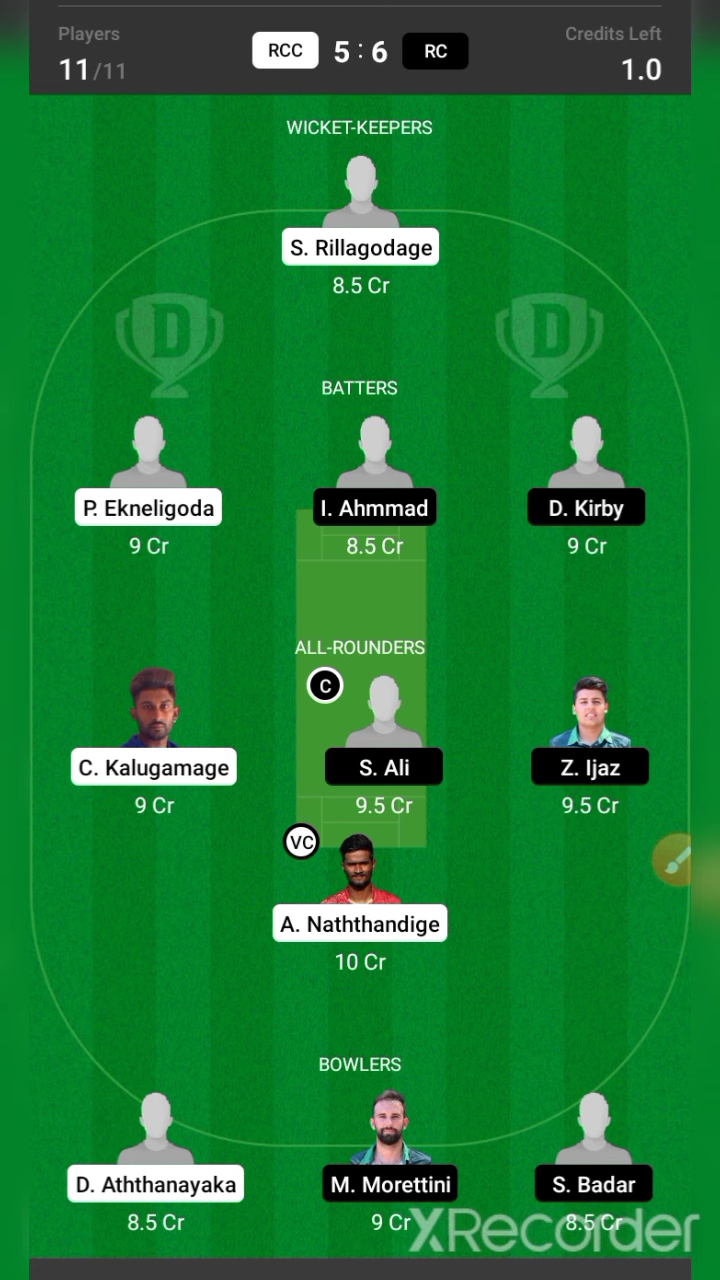 Players
Credits Left
RCC 5 : 6 RC
11/11
1.0
WICKET-KEEPERS
S. Rillagodage
8.5 Cr
D
D
BATTERS
P. Ekneligoda
I. Ahmmad
D. Kirby
9 Cr
8.5 Cr
9 Cr
ALL-ROUNDERS
C
C. Kalugamage
S. Ali
Z. Ijaz
9 Cr
9.5 Cr
9.5 Cr
VC
A. Naththandige
10 Cr
BOWLERS
D. Aththanayaka
M. Morettini
S. Badar
8.5 Cr
9 Cr
8.5 Cr
XRecorder